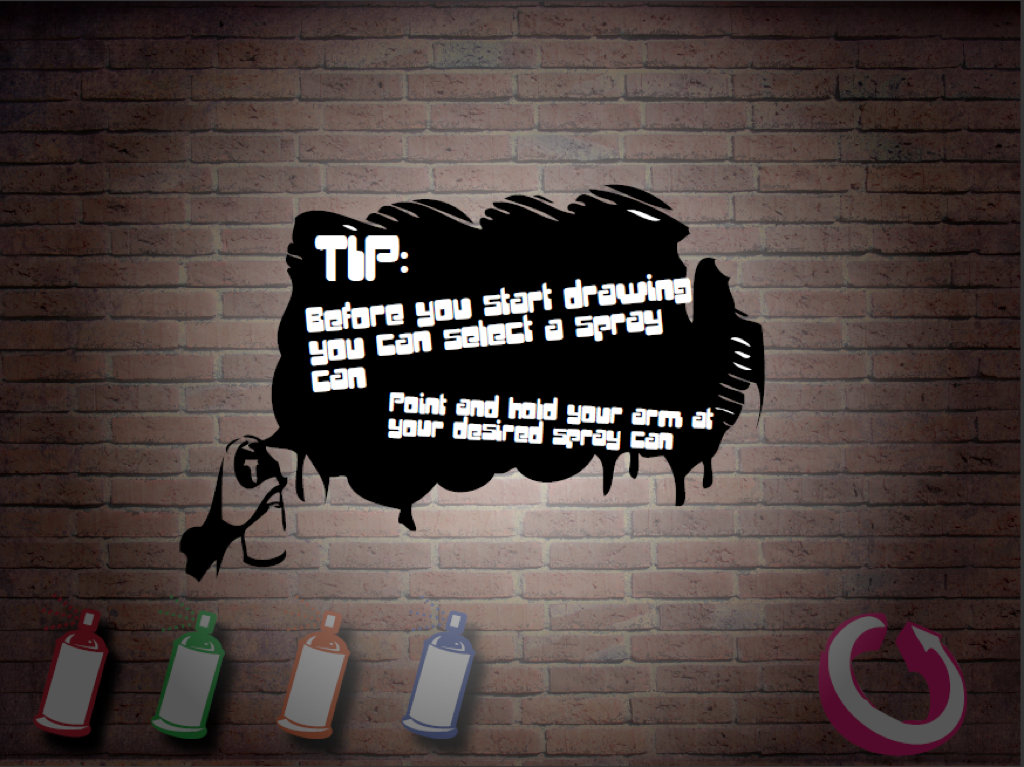 TIP:
Before you start drawing
you can select a spray
can
Point and hold your arm at
your desired spray can